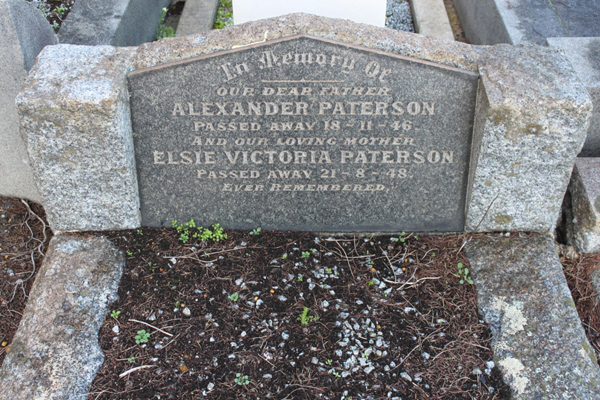 In Memory Of
OUR DEAR FATHER
ALEXANDER PATERSON
PASSED AWAY 18-11-46
AND OUR LOVING MOTHER
ELSIE VICTORIA PATERSON
PASSED AWAY 21-8-48.
EVER REMEMBERED.